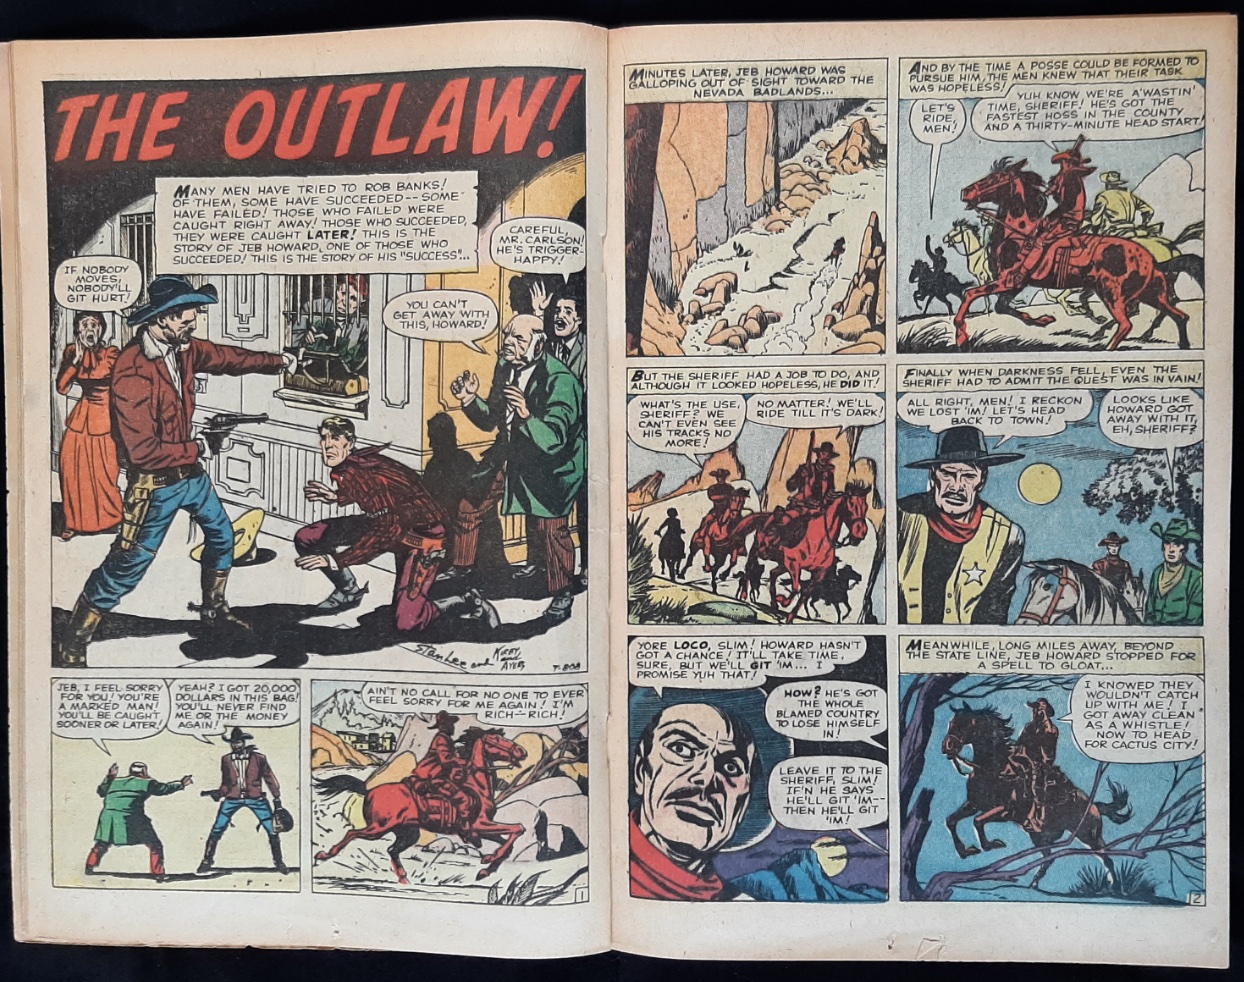 THE OUTLAW!
MANY MEN HAVE TRIED TO ROB BANKS!
OF THEM, SOME HAVE SUCCEEDED--SOME
HAVE FAILED! THOSE WHO FAILED WERE
CAUGHT RIGHT AWAY! THOSE WHO SUCCEEDED,
THEY WERE CAUGHT LATER! THIS IS THE
STORY OF JEB HOWARD, ONE OF THOSE WHO
SUCCEEDED! THIS IS THE STORY OF HIS "SUCCESS"...
IF NOBODY
MOVES,
NOBODY'LL
GIT HURT!
CAREFUL,
MR. CARLSON!
HE'S TRIGGER-
HAPPY!
YOU CAN'T
GET AWAY WITH
THIS, HOWARD!
Stan Lee and
KIRBY
and
AYERS
T-808
JEB, I FEEL SORRY
FOR YOU! YOU'RE
A MARKED MAN!
YOU'LL BE CAUGHT
SOONER OR LATER!
YEAH? I GOT 20,000
DOLLARS IN THIS BAG!
YOU'LL NEVER FIND
ME OR THE MONEY
AGAIN!
AIN'T NO CALL FOR NO ONE TO EVER
FEEL SORRY FOR ME AGAIN! I'M
RICH--RICH!
1
MINUTES LATER, JEB HOWARD WAS
GALLOPING OUT OF SIGHT TOWARD THE
NEVADA BADLANDS...
AND BY THE TIME A POSSE COULD BE FORMED TO
PURSUE HIM, THE MEN KNEW THAT THEIR TASK
WAS HOPELESS!
LET'S
RIDE,
MEN!
YUH KNOW WE'RE A'WASTIN'
TIME, SHERIFF! HE'S GOT THE
FASTEST HOSS IN THE COUNTY
AND A THIRTY-MINUTE HEAD START!
BUT THE SHERIFF HAD A JOB TO DO, AND
ALTHOUGH IT LOOKED HOPELESS, HE DID IT!
WHAT'S THE USE,
SHERIFF? WE
CAN'T EVEN SEE
HIS TRACKS NO
MORE!
NO MATTER! WE'LL
RIDE TILL IT'S DARK!
FINALLY WHEN DARKNESS FELL, EVEN THE
SHERIFF HAD TO ADMIT THE QUEST WAS IN VAIN!
ALL RIGHT, MEN! I RECKON
WE LOST 'IM! LET'S HEAD
BACK TO TOWN!
LOOKS LIKE
HOWARD GOT
AWAY WITH IT,
EH, SHERIFF?
YORE LOCO, SLIM! HOWARD HASN'T
GOT A CHANCE! IT'LL TAKE TIME,
SURE, BUT WE'LL GIT 'IM... I
PROMISE YUH THAT!
HOW? HE'S GOT
THE WHOLE
BLAMED COUNTRY
TO LOSE HIMSELF
IN!
LEAVE IT TO THE
SHERIFF, SLIM!
IF'N HE SAYS
HE'LL GIT 'IM--
THEN HE'LL GIT
'IM!
MEANWHILE, LONG MILES AWAY, BEYOND
THE STATE LINE, JEB HOWARD STOPPED FOR
A SPELL TO GLOAT...
I KNOWED THEY
WOULDN'T CATCH
UP WITH ME! I
GOT AWAY CLEAN
AS A WHISTLE!
NOW TO HEAD
FOR CACTUS CITY!
2